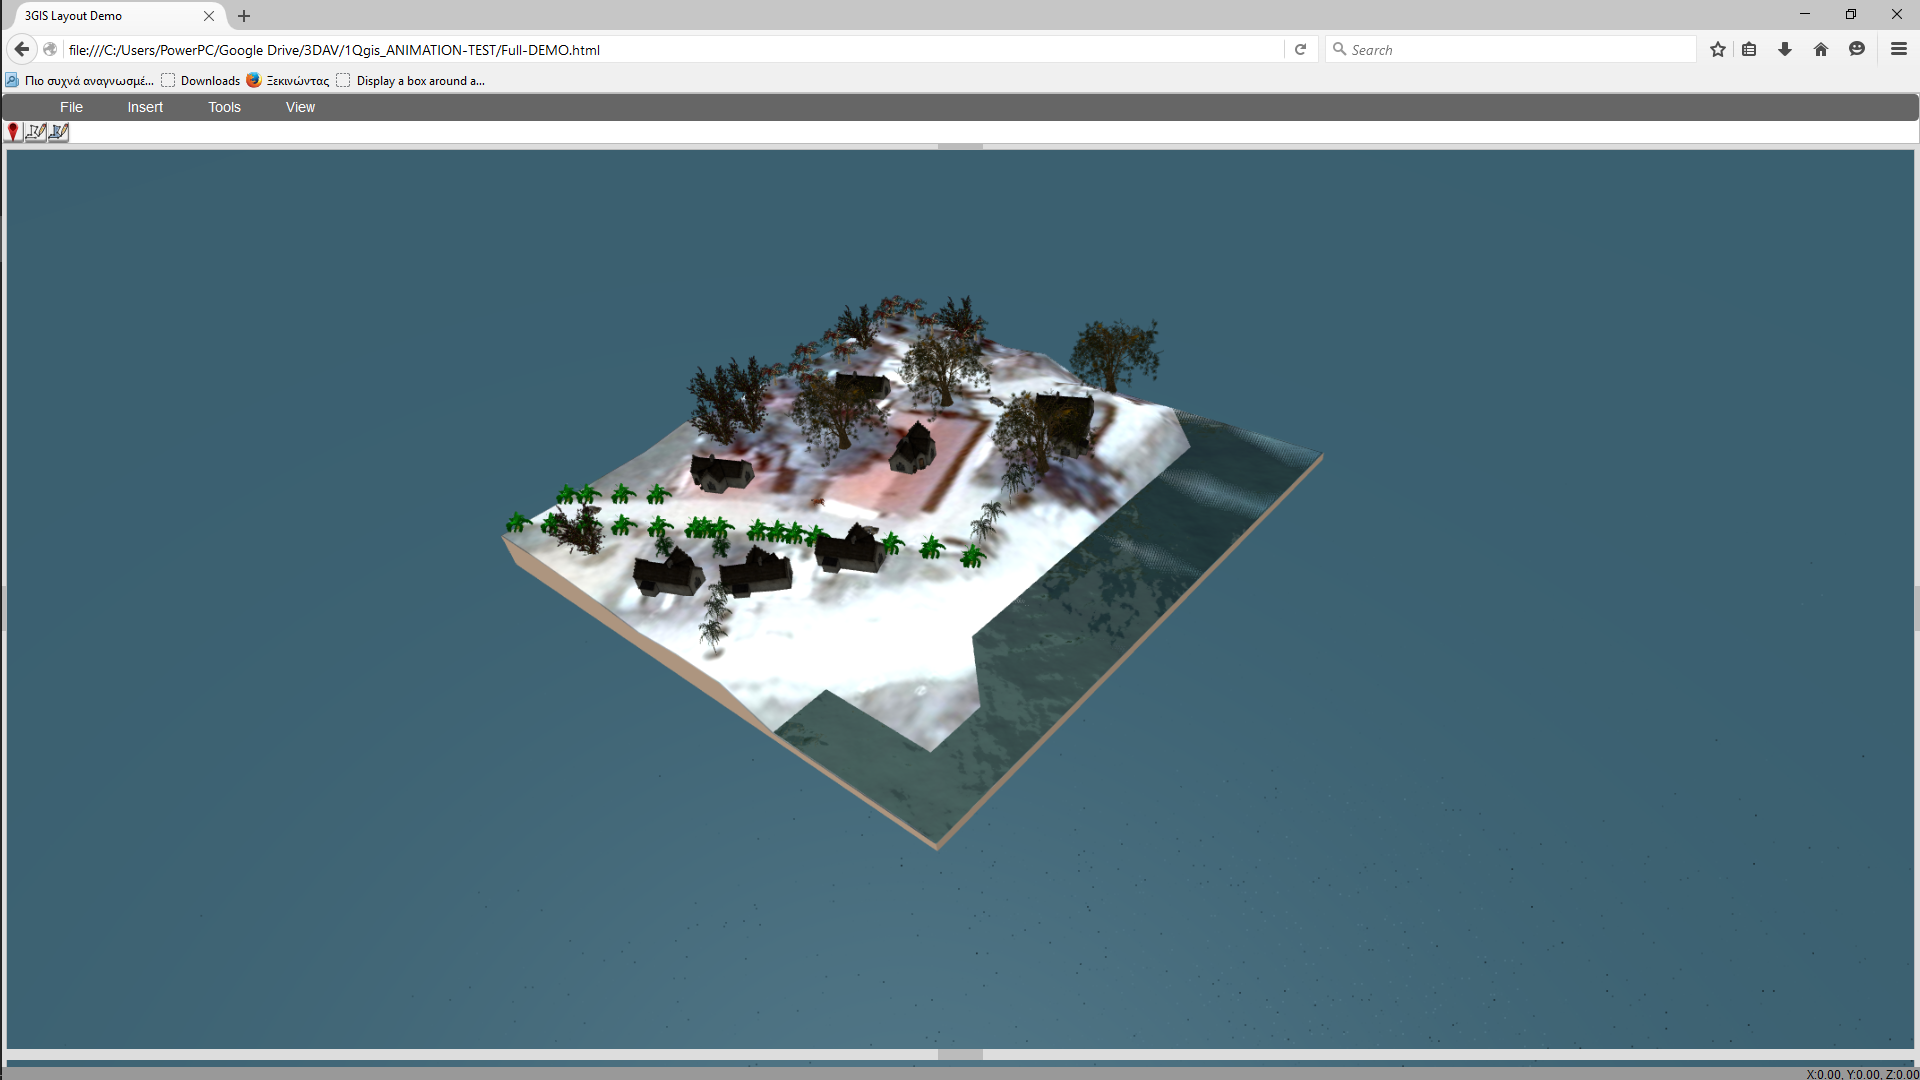 3GIS Layout Demo
file:///C:/Users/PowerPC/Google Drive/3DAV/1Qgis_ANIMATION-TEST/Full-DEMO.html
Search
Πιο συχνά αναγνωσμέ... Downloads Ξεκινώντας Display a box around a...
File Insert Tools View
X:0.00, Y:0.00, Z:0.00